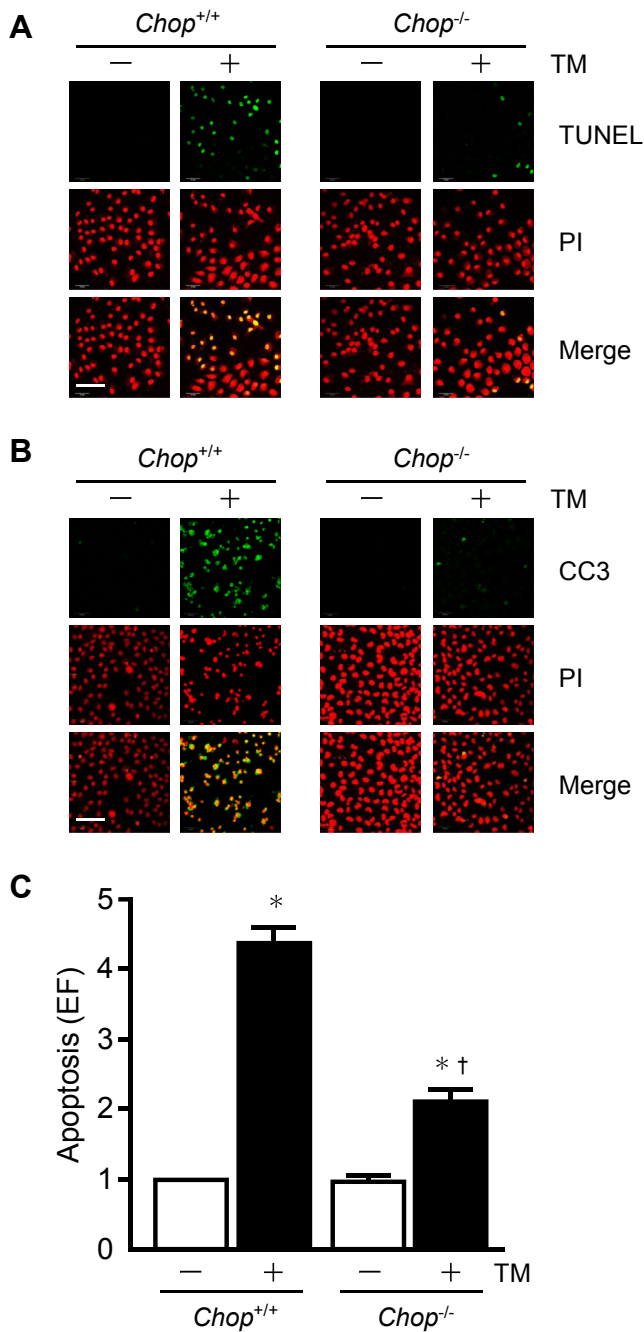 A
Chop+/+ Chop-/-
— + — + TM
TUNEL
PI
Merge
B
Chop+/+ Chop-/-
— + — + TM
CC3
PI
Merge
C
Apoptosis (EF)
5
4
3
2
1
0
*
* †
— + — + TM
Chop+/+ Chop-/-